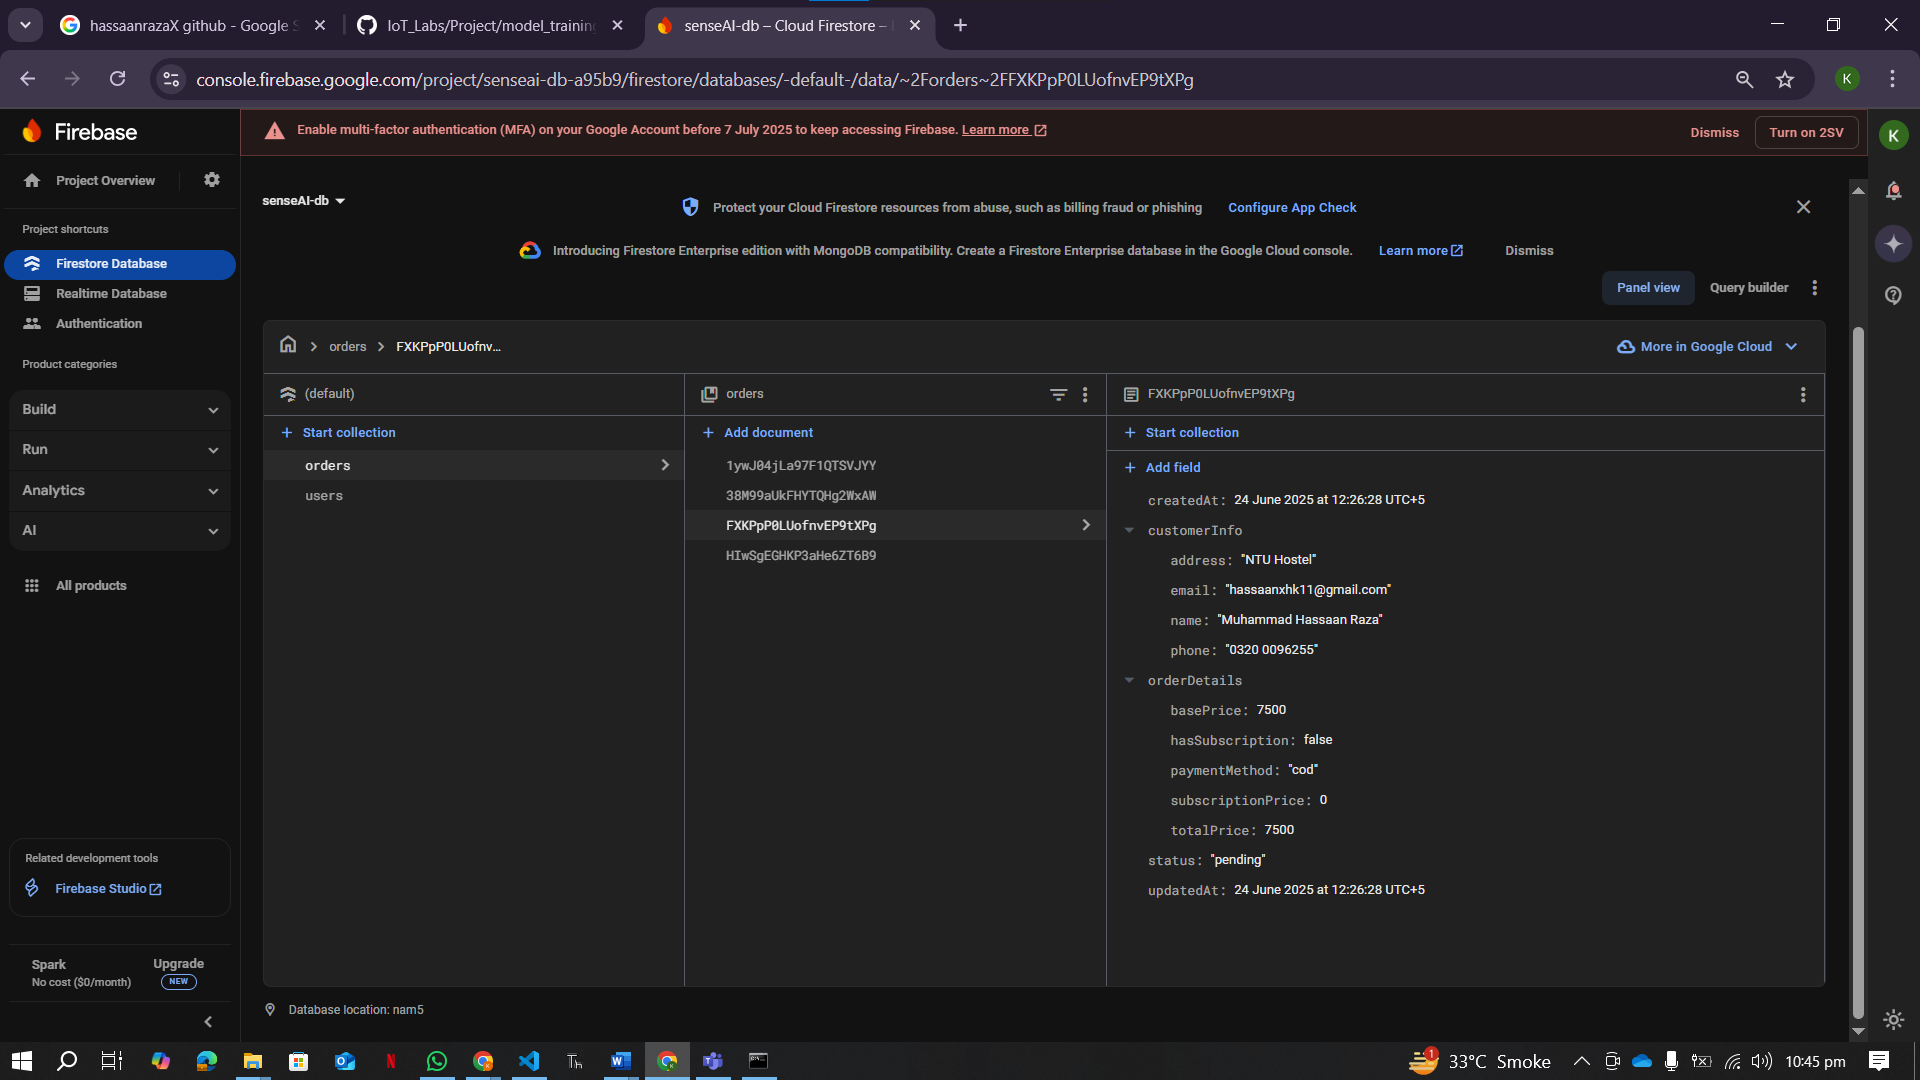 hassaanrazaX github - Google S
IoT_Labs/Project/model_training
senseAI-db – Cloud Firestore –
console.firebase.google.com/project/senseai-db-a95b9/firestore/databases/-default-/data/~2Forders~2FFXKPpP0LUofnvEP9tXPg
K
Firebase
Enable multi-factor authentication (MFA) on your Google Account before 7 July 2025 to keep accessing Firebase. Learn more
Dismiss
Turn on 2SV
K
Project Overview
senseAI-db
Protect your Cloud Firestore resources from abuse, such as billing fraud or phishing
Configure App Check
Project shortcuts
Introducing Firestore Enterprise edition with MongoDB compatibility. Create a Firestore Enterprise database in the Google Cloud console.
Learn more
Dismiss
Firestore Database
Realtime Database
Authentication
Panel view
Query builder
Product categories
orders
FXKPpP0LUofnv...
More in Google Cloud
Build
Run
Analytics
AI
All products
(default)
Start collection
orders
users
orders
Add document
1ywJ04jLa97F1QTSVJYY
38M99aUkFHYTQHg2WxAW
FXKPpP0LUofnvEP9tXPg
HIwSgEGHKP3aHe6ZT6B9
FXKPpP0LUofnvEP9tXPg
Start collection
Add field
createdAt: 24 June 2025 at 12:26:28 UTC+5
customerInfo
address: "NTU Hostel"
email: "hassaanxhk11@gmail.com"
name: "Muhammad Hassaan Raza"
phone: "0320 0096255"
orderDetails
basePrice: 7500
hasSubscription: false
paymentMethod: "cod"
subscriptionPrice: 0
totalPrice: 7500
status: "pending"
updatedAt: 24 June 2025 at 12:26:28 UTC+5
Related development tools
Firebase Studio
Spark
No cost ($0/month)
Upgrade
NEW
Database location: nam5
1
33°C Smoke
10:45 pm